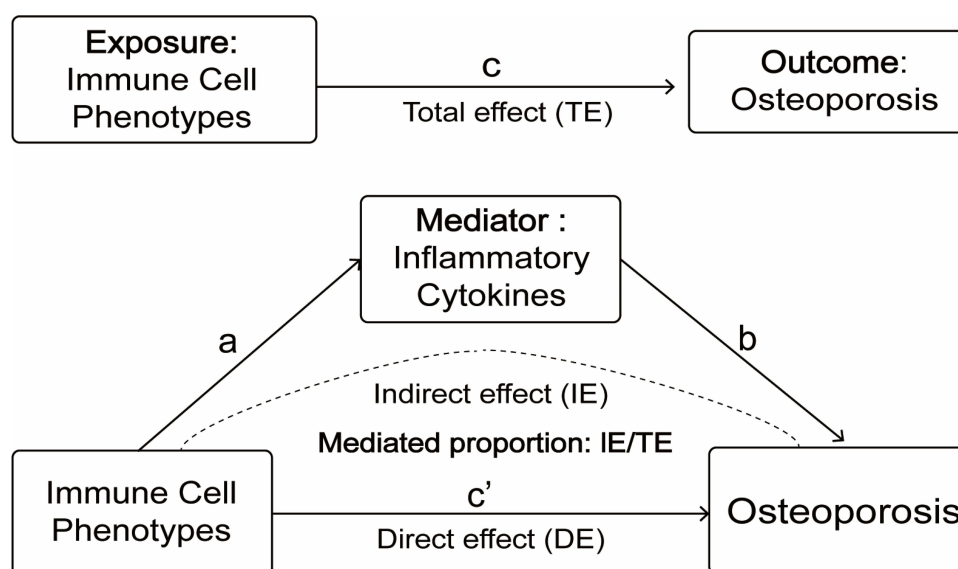 Exposure:
Immune Cell
Phenotypes
c
Total effect (TE)
Outcome:
Osteoporosis
Mediator :
Inflammatory
Cytokines
a
b
Indirect effect (IE)
Mediated proportion: IE/TE
Immune Cell
Phenotypes
c’
Direct effect (DE)
Osteoporosis